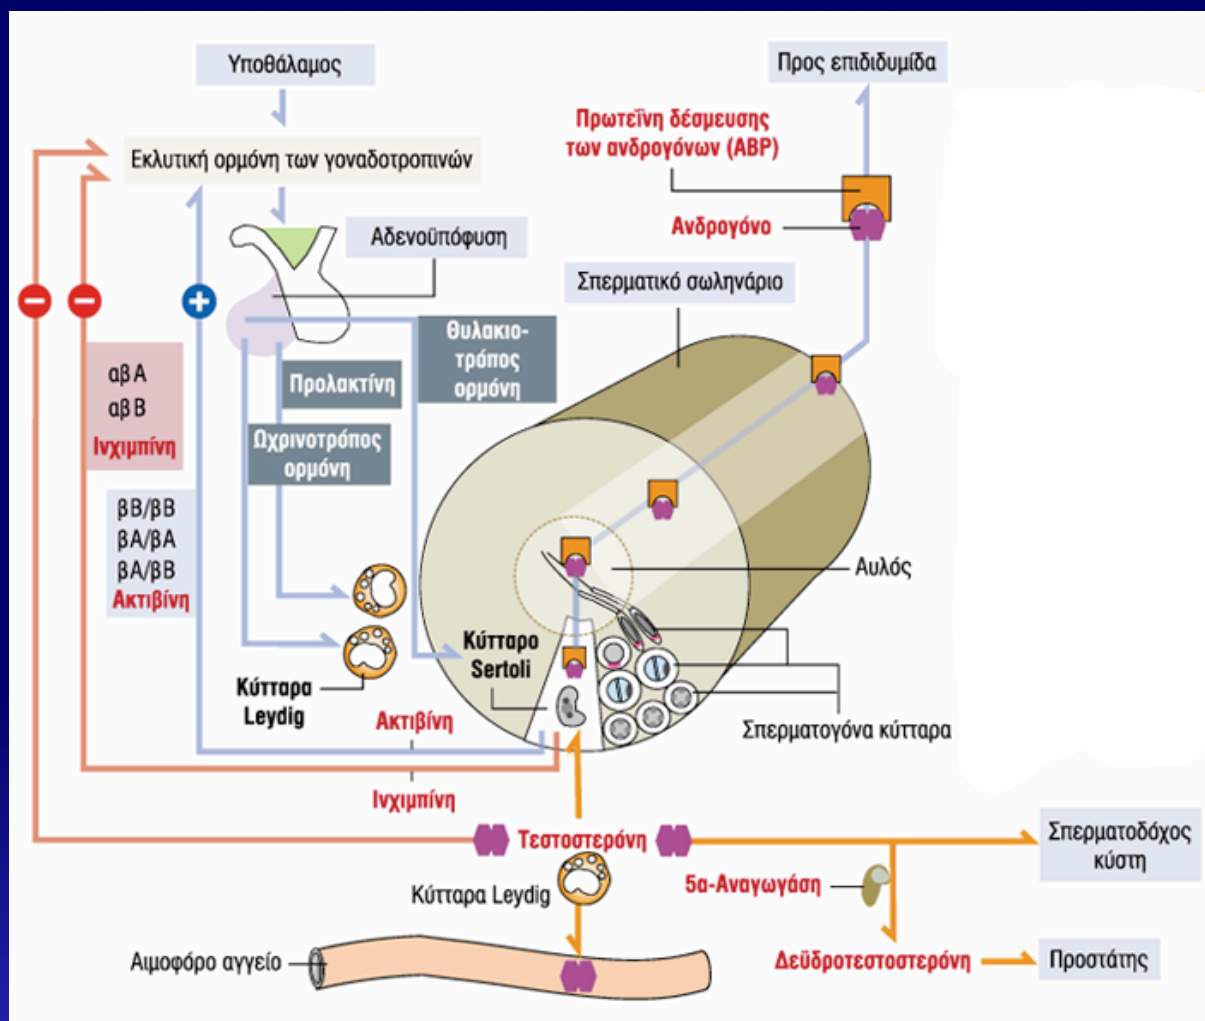 Υποθάλαμος
Προς επιδιδυμίδα
Πρωτεΐνη δέσμευσης
των ανδρογόνων (ABP)
Εκλυτική ορμόνη των γοναδοτροπινών
Ανδρογόνο
Αδενοϋπόφυση
Σπερματικό σωληνάριο
Θυλακιο-
τρόπος
ορμόνη
αβ Α
αβ Β
Ινχιμπίνη
Προλακτίνη
Ωχρινοτρόπος
ορμόνη
βΒ/βΒ
βΑ/βΑ
βΑ/βΒ
Ακτιβίνη
Αυλός
Κύτταρο
Sertoli
Κύτταρα
Leydig
Ακτιβίνη
Σπερματογόνα κύτταρα
Ινχιμπίνη
Τεστοστερόνη
Σπερματοδόχος
κύστη
Κύτταρα Leydig
5α-Αναγωγάση
Αιμοφόρο αγγείο
Δεϋδροτεστοστερόνη
Προστάτης